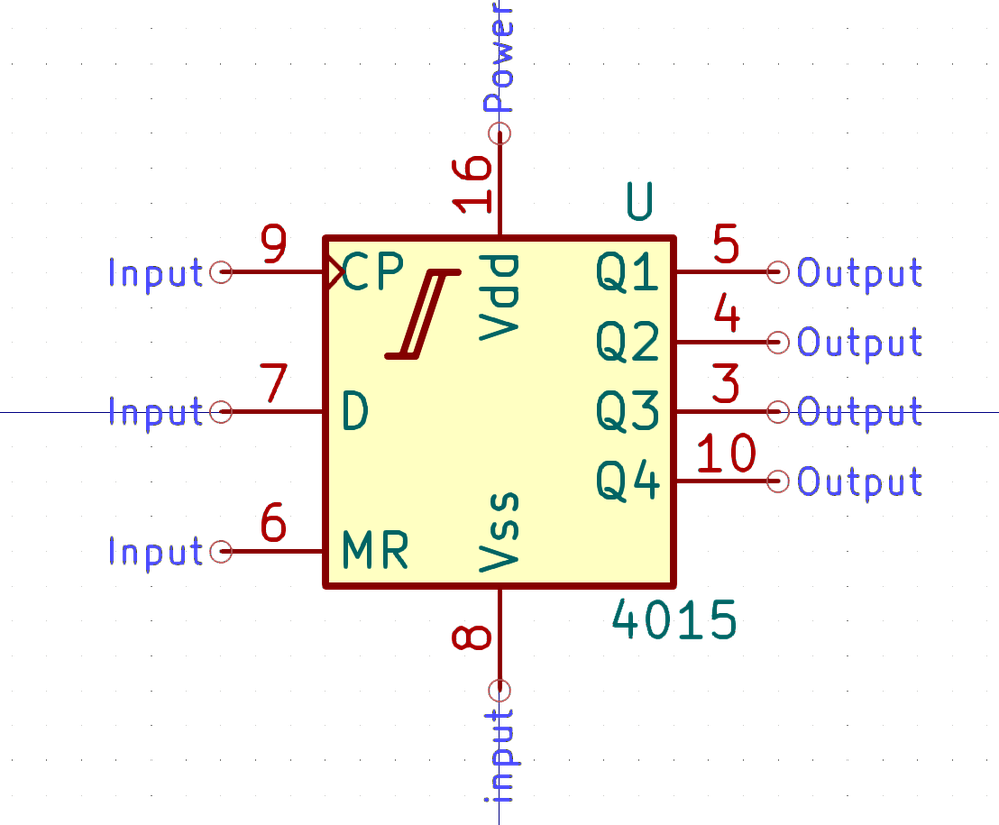 Power
16
U
9
5
Input
CP
Vdd
Q1
Output
4
Q2
Output
7
3
Input
D
Q3
Output
10
Q4
Output
6
Input
MR
Vss
8
4015
input